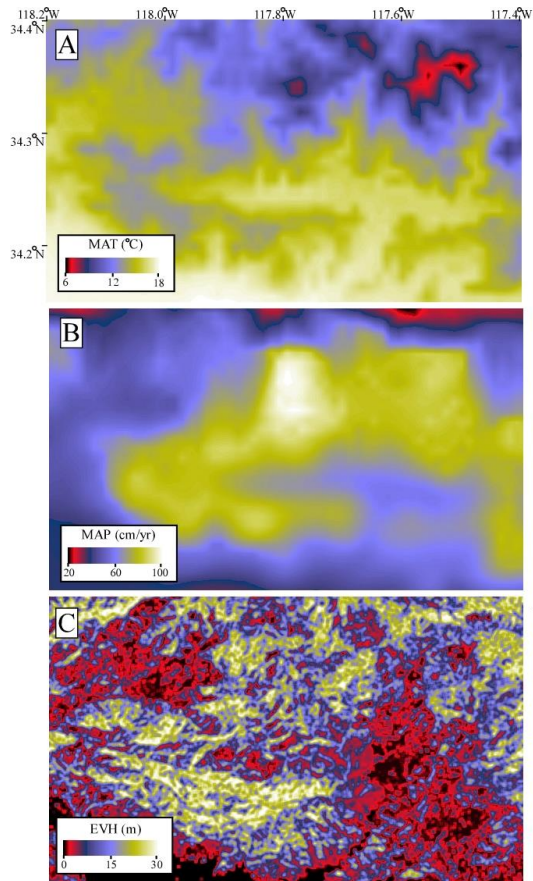 118.2°W 118.0°W 117.8°W 117.6°W 117.4°W
34.4°N
A
34.3°N
34.2°N
MAT (°C)
6 12 18
B
MAP (cm/yr)
20 60 100
C
EVH (m)
0 15 30